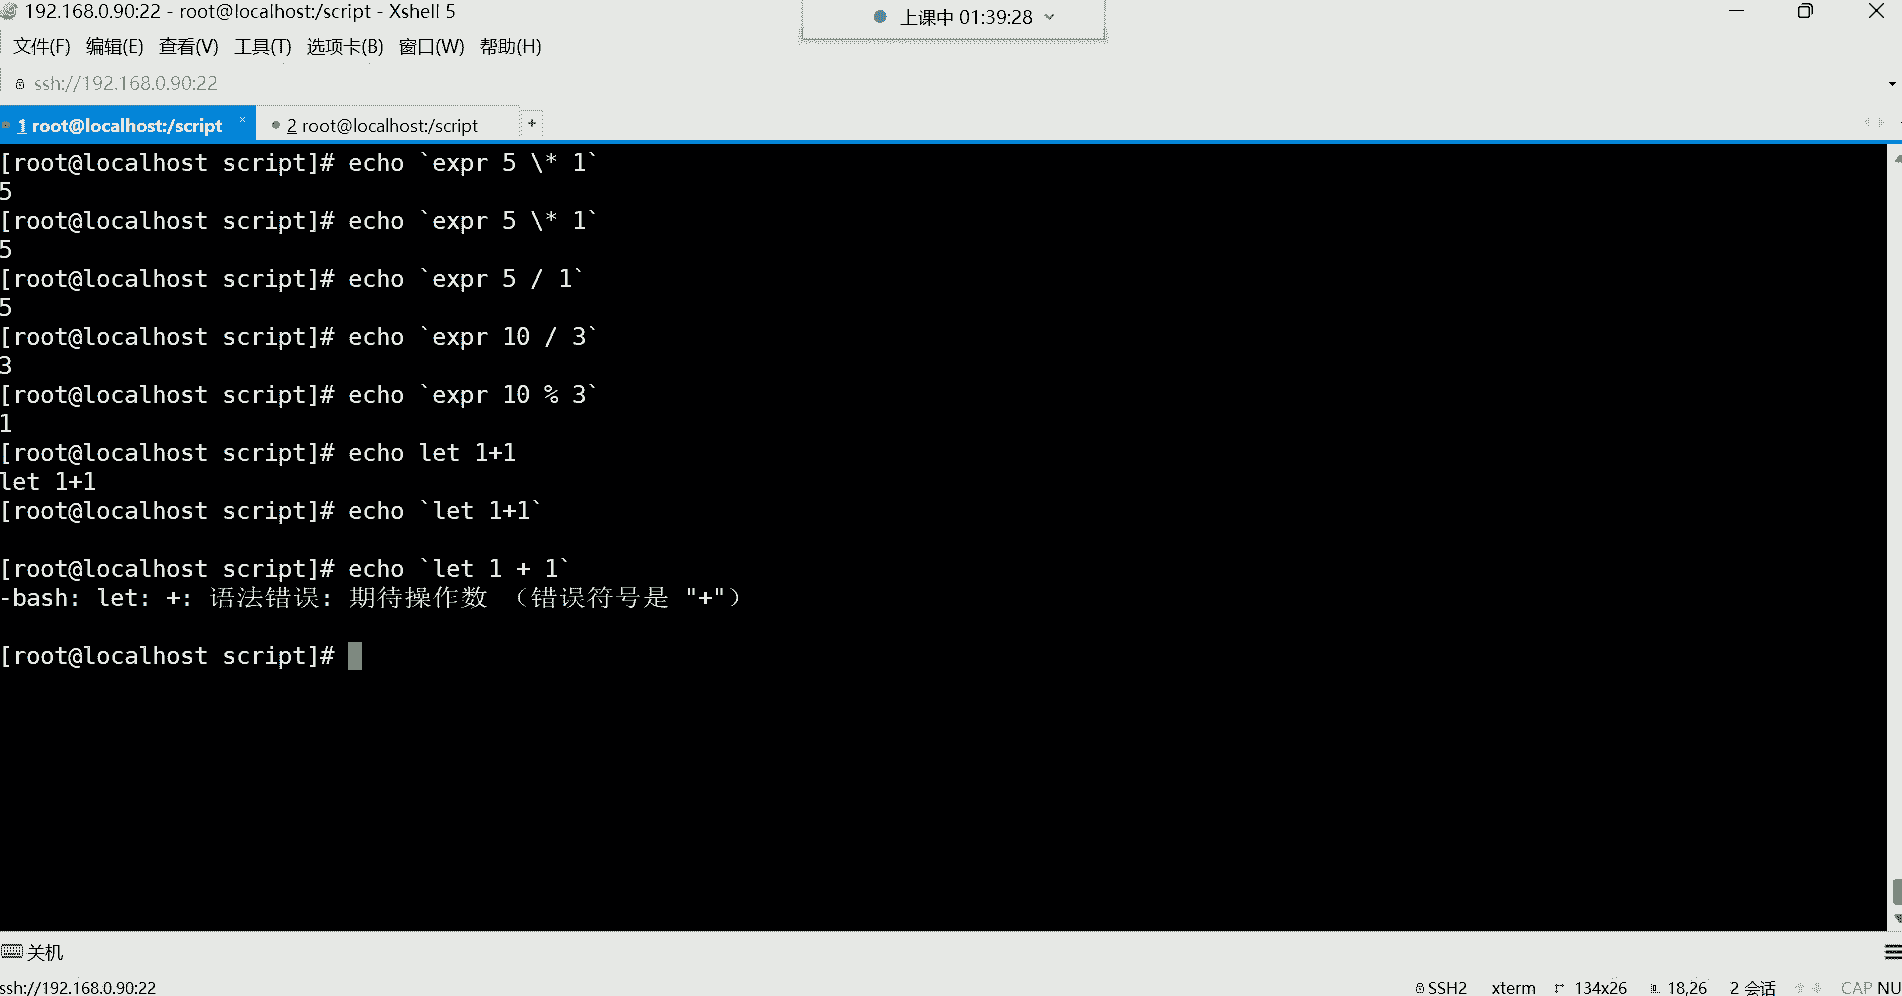 192.168.0.90:22 - root@localhost:/script - Xshell 5
上课中 01:39:28
文件(F) 编辑(E) 查看(V) 工具(T) 选项卡(B) 窗口(W) 帮助(H)
ssh://192.168.0.90:22
1 root@localhost:/script × 2 root@localhost:/script +
[root@localhost script]# echo `expr 5 \* 1`
5
[root@localhost script]# echo `expr 5 \* 1`
5
[root@localhost script]# echo `expr 5 / 1`
5
[root@localhost script]# echo `expr 10 / 3`
3
[root@localhost script]# echo `expr 10 % 3`
1
[root@localhost script]# echo let 1+1
let 1+1
[root@localhost script]# echo `let 1+1`
[root@localhost script]# echo `let 1 + 1`
-bash: let: +: 语法错误: 期待操作数 （错误符号是 "+"）
[root@localhost script]#
关机
ssh://192.168.0.90:22 SSH2 xterm 134x26 18,26 2 会话 CAP NU